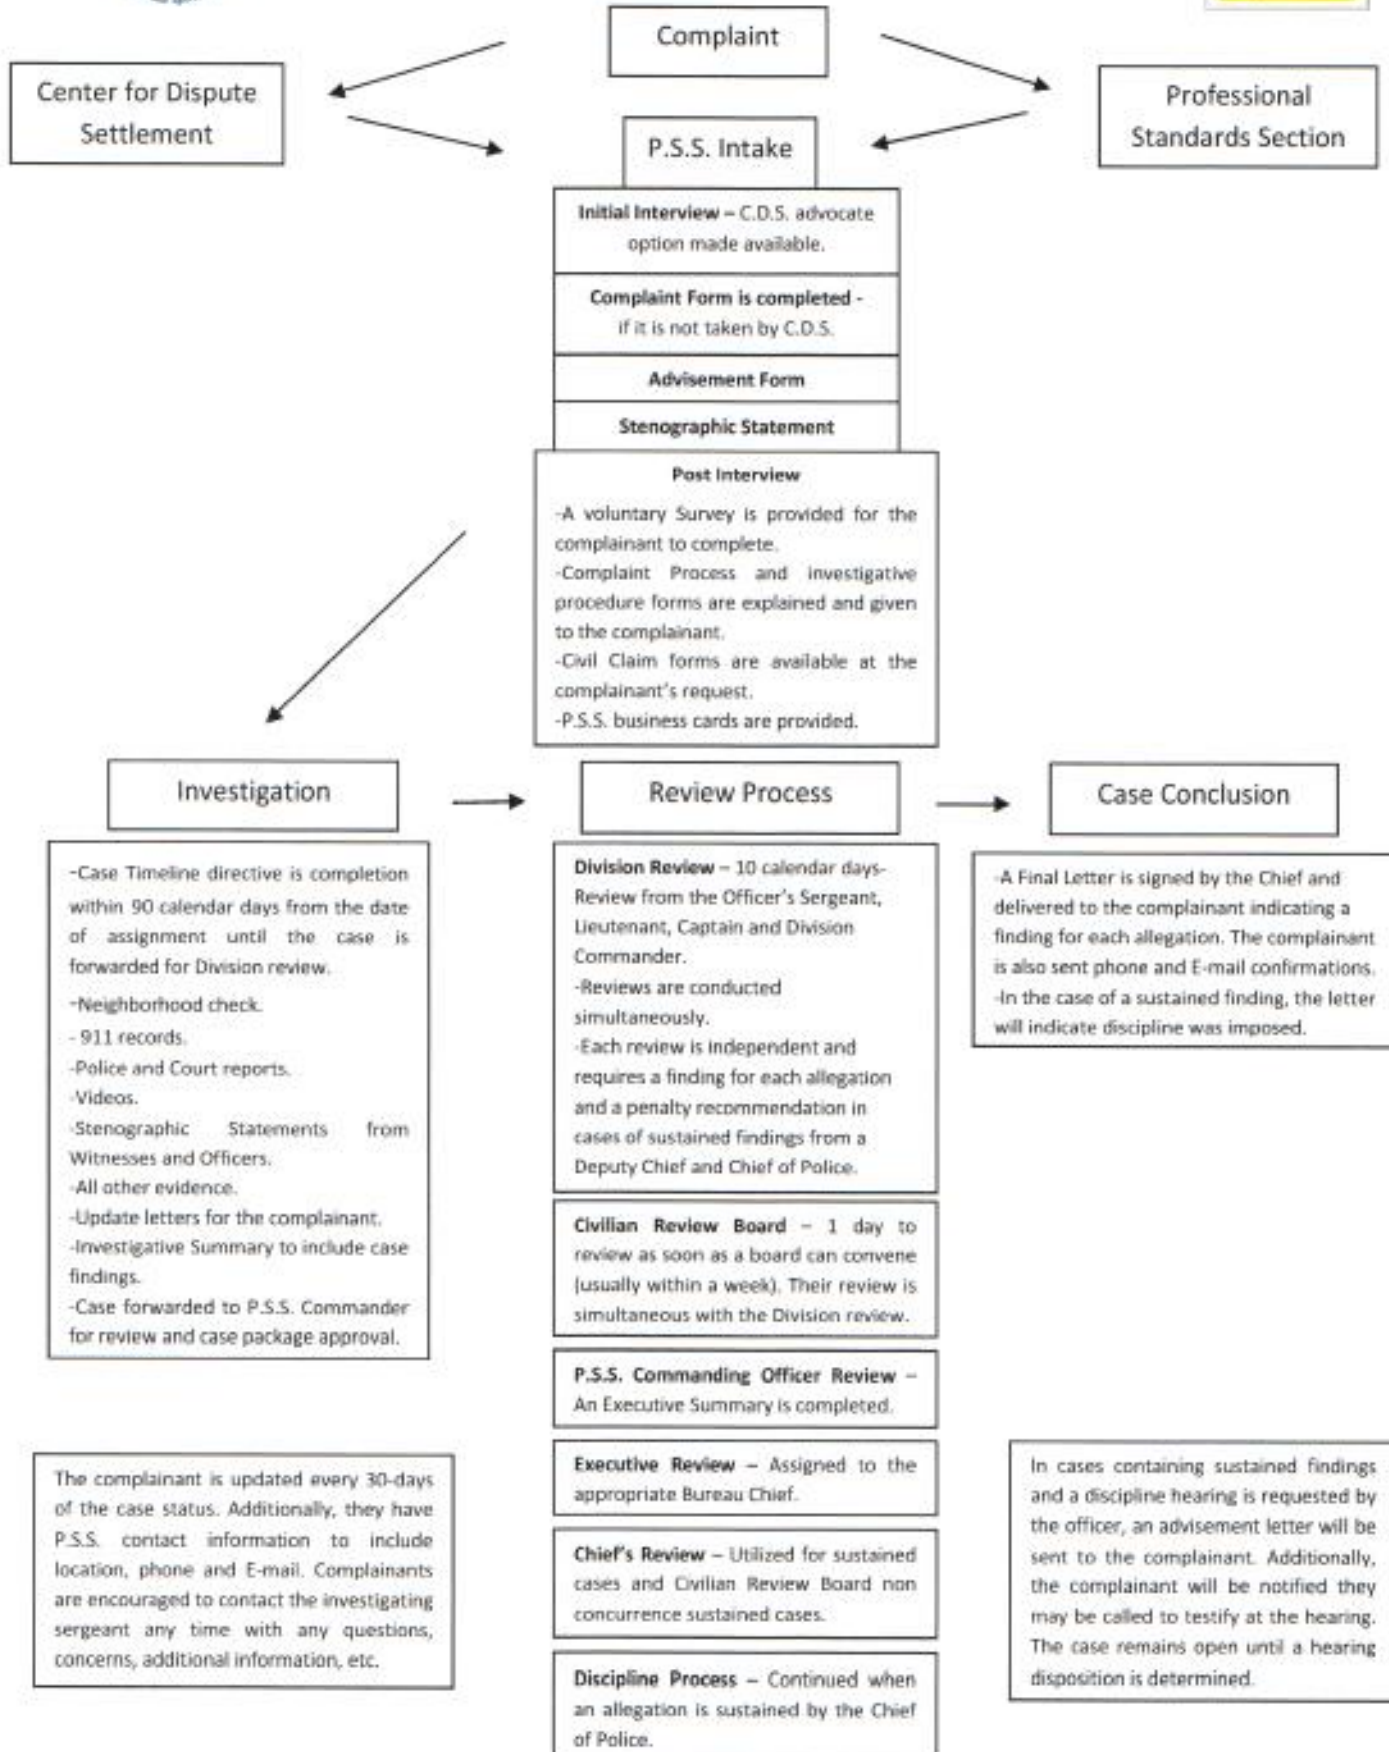 Complaint
Center for Dispute
Settlement
Professional
Standards Section
P.S.S. Intake
Initial Interview – C.D.S. advocate
option made available.
Complaint Form is completed -
if it is not taken by C.D.S.
Advisement Form
Stenographic Statement
Post Interview
-A voluntary Survey is provided for the
complainant to complete.
-Complaint Process and investigative
procedure forms are explained and given
to the complainant.
-Civil Claim forms are available at the
complainant's request.
-P.S.S. business cards are provided.
Investigation
-Case Timeline directive is completion
within 90 calendar days from the date
of assignment until the case is
forwarded for Division review.
-Neighborhood check.
- 911 records.
-Police and Court reports.
-Videos.
-Stenographic Statements from
Witnesses and Officers.
-All other evidence.
-Update letters for the complainant.
-Investigative Summary to include case
findings.
-Case forwarded to P.S.S. Commander
for review and case package approval.
The complainant is updated every 30-days
of the case status. Additionally, they have
P.S.S. contact information to include
location, phone and E-mail. Complainants
are encouraged to contact the investigating
sergeant any time with any questions,
concerns, additional information, etc.
Review Process
Division Review – 10 calendar days-
Review from the Officer's Sergeant,
Lieutenant, Captain and Division
Commander.
-Reviews are conducted
simultaneously.
-Each review is independent and
requires a finding for each allegation
and a penalty recommendation in
cases of sustained findings from a
Deputy Chief and Chief of Police.
Civilian Review Board – 1 day to
review as soon as a board can convene
(usually within a week). Their review is
simultaneous with the Division review.
P.S.S. Commanding Officer Review –
An Executive Summary is completed.
Executive Review – Assigned to the
appropriate Bureau Chief.
Chief's Review – Utilized for sustained
cases and Civilian Review Board non
concurrence sustained cases.
Discipline Process – Continued when
an allegation is sustained by the Chief
of Police.
Case Conclusion
-A Final Letter is signed by the Chief and
delivered to the complainant indicating a
finding for each allegation. The complainant
is also sent phone and E-mail confirmations.
-In the case of a sustained finding, the letter
will indicate discipline was imposed.
In cases containing sustained findings
and a discipline hearing is requested by
the officer, an advisement letter will be
sent to the complainant. Additionally,
the complainant will be notified they
may be called to testify at the hearing.
The case remains open until a hearing
disposition is determined.